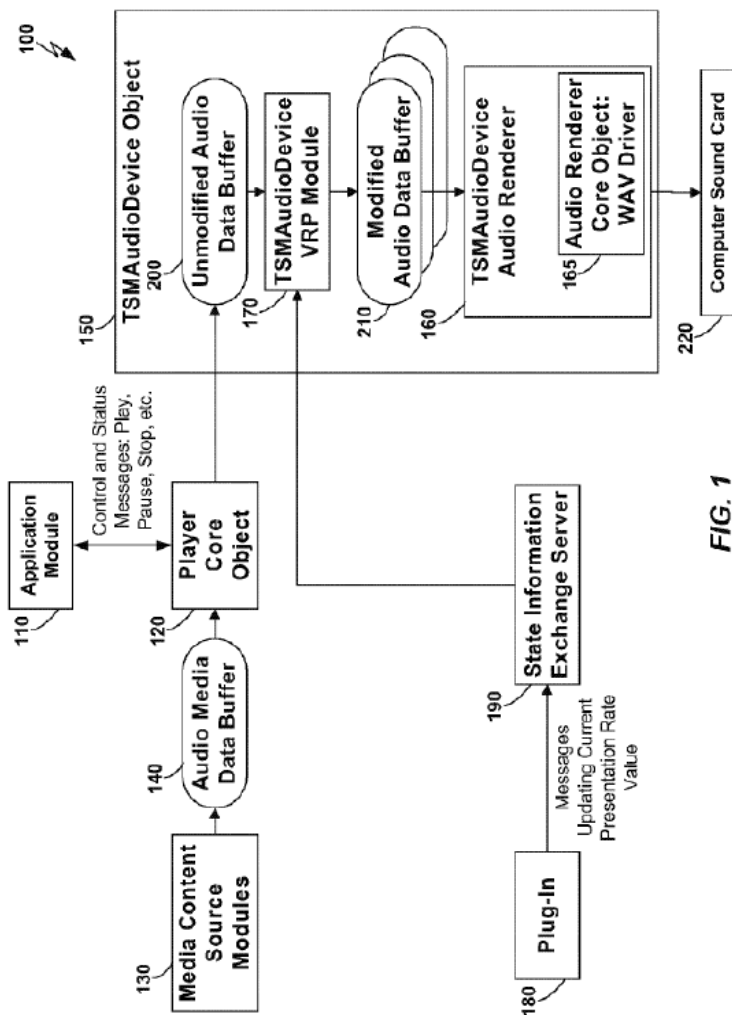 100
150
TSMAudioDevice Object
110
Application
Module
Control and Status
Messages: Play,
Pause, Stop, etc.
130
Media Content
Source
Modules
140
Audio Media
Data Buffer
120
Player
Core
Object
200
Unmodified Audio
Data Buffer
170
TSMAudioDevice
VRP Module
210
Modified
Audio Data Buffer
160
TSMAudioDevice
Audio Renderer
165
Audio Renderer
Core Object:
WAV Driver
180
Plug-In
Messages
Updating Current
Presentation Rate
Value
190
State Information
Exchange Server
220
Computer Sound Card
FIG. 1